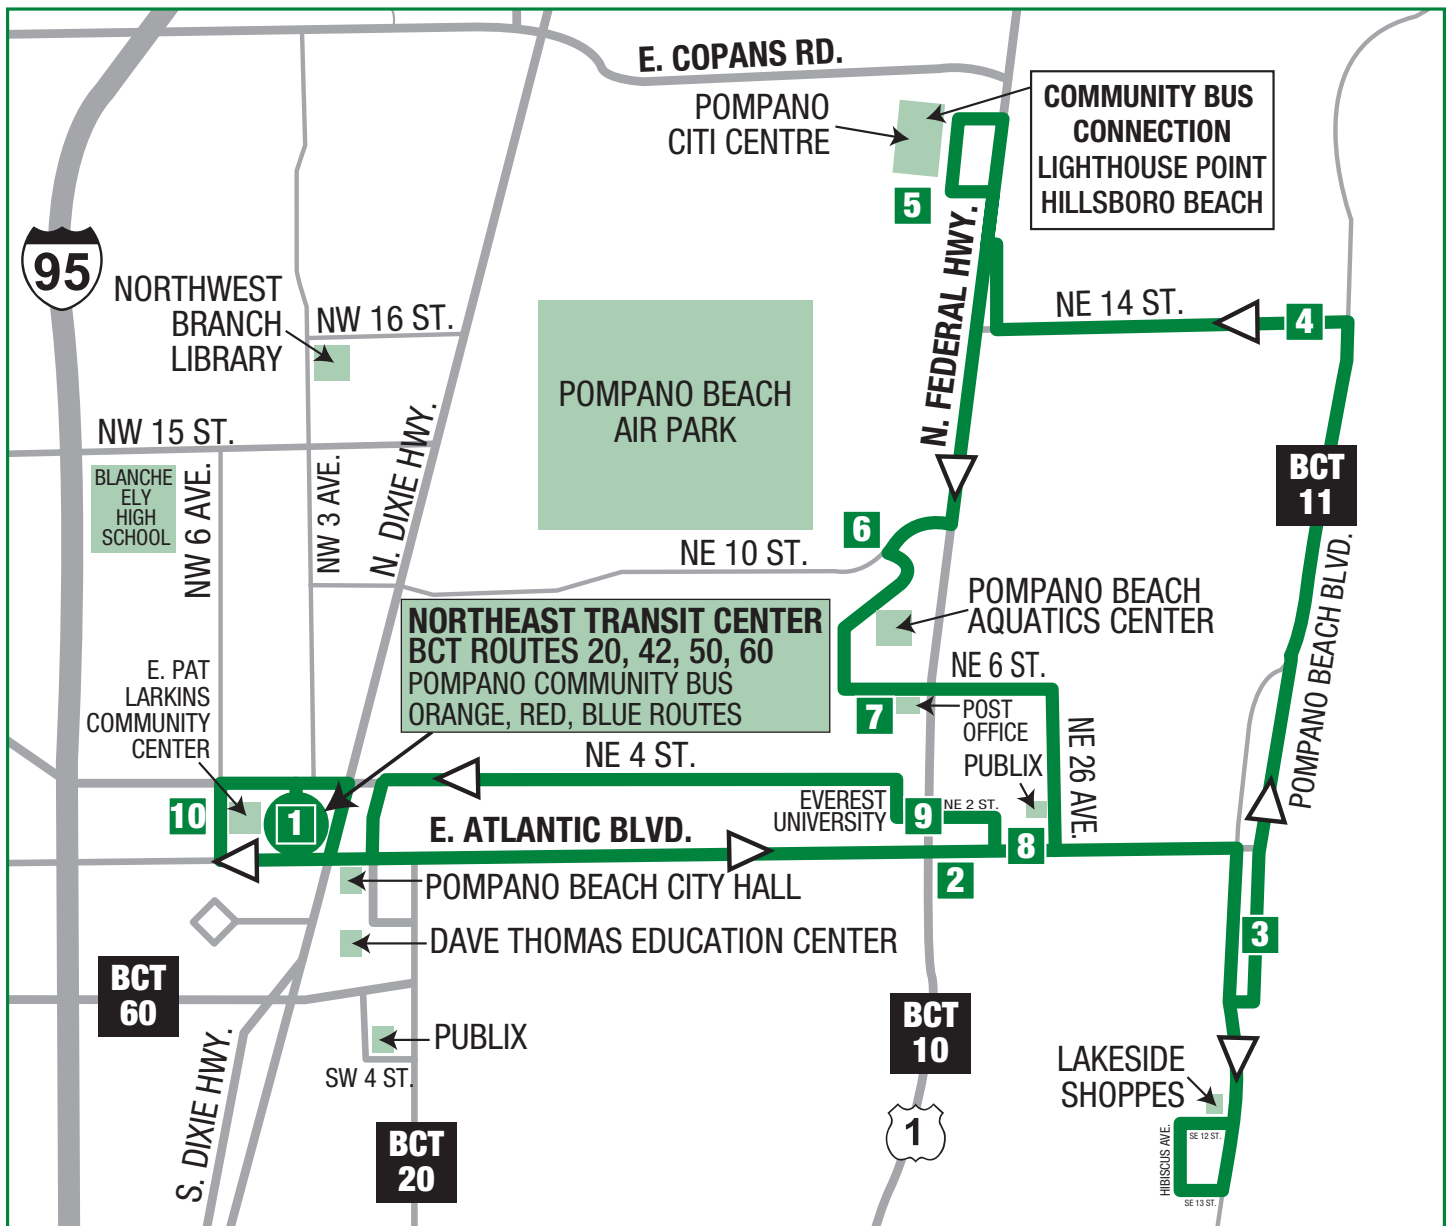 E. COPANS RD.
POMPANO
CITI CENTRE
COMMUNITY BUS
CONNECTION
LIGHTHOUSE POINT
HILLSBORO BEACH
5
95
NORTHWEST
BRANCH
LIBRARY
NW 16 ST.
N. FEDERAL HWY.
NE 14 ST.
4
POMPANO BEACH
AIR PARK
NW 15 ST.
BLANCHE
ELY
HIGH
SCHOOL
NW 6 AVE.
NW 3 AVE.
N. DIXIE HWY.
BCT
11
6
NE 10 ST.
POMPANO BEACH BLVD.
POMPANO BEACH
AQUATICS CENTER
NORTHEAST TRANSIT CENTER
BCT ROUTES 20, 42, 50, 60
POMPANO COMMUNITY BUS
ORANGE, RED, BLUE ROUTES
E. PAT
LARKINS
COMMUNITY
CENTER
NE 6 ST.
7
POST
OFFICE
NE 26 AVE.
NE 4 ST.
PUBLIX
10
1
EVEREST
UNIVERSITY
9
NE 2 ST.
E. ATLANTIC BLVD.
8
2
POMPANO BEACH CITY HALL
DAVE THOMAS EDUCATION CENTER
3
BCT
60
BCT
10
PUBLIX
SW 4 ST.
S. DIXIE HWY.
LAKESIDE
SHOPPES
1
BCT
20
HIBISCUS AVE.
SE 12 ST.
SE 13 ST.